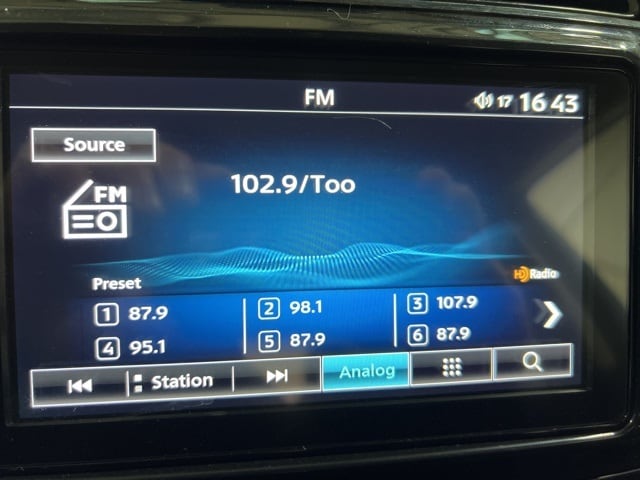 FM
17 16 43
Source
FM
102.9/Too
HD Radio
Preset
1 87.9
2 98.1
3 107.9
4 95.1
5 87.9
6 87.9
Station
Analog